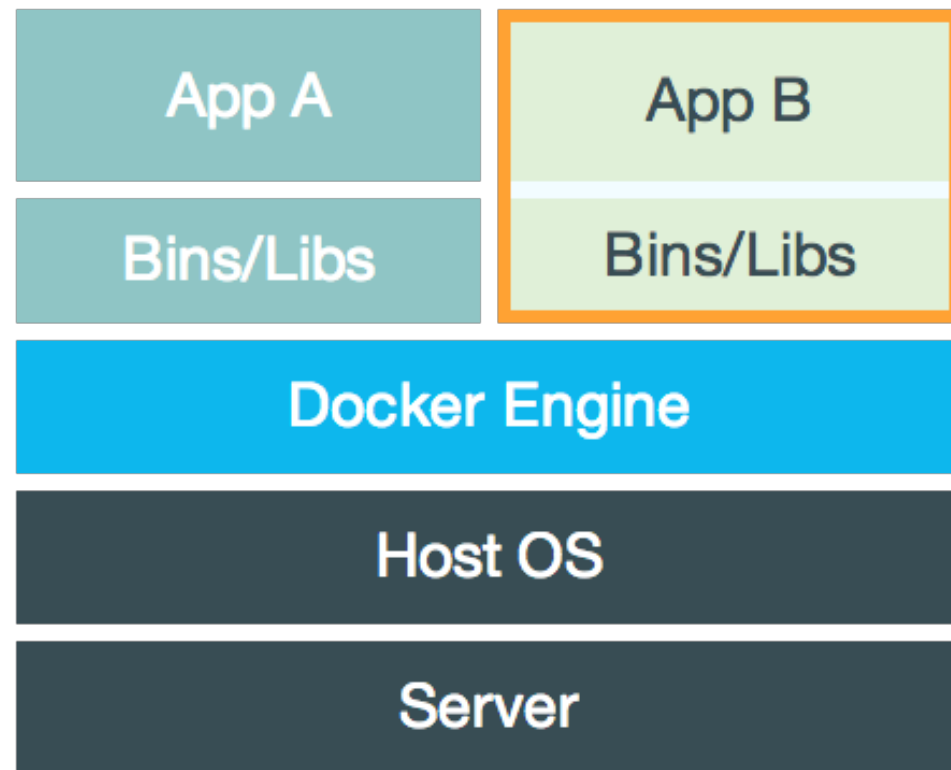 App A
App B
Bins/Libs
Bins/Libs
Docker Engine
Host OS
Server